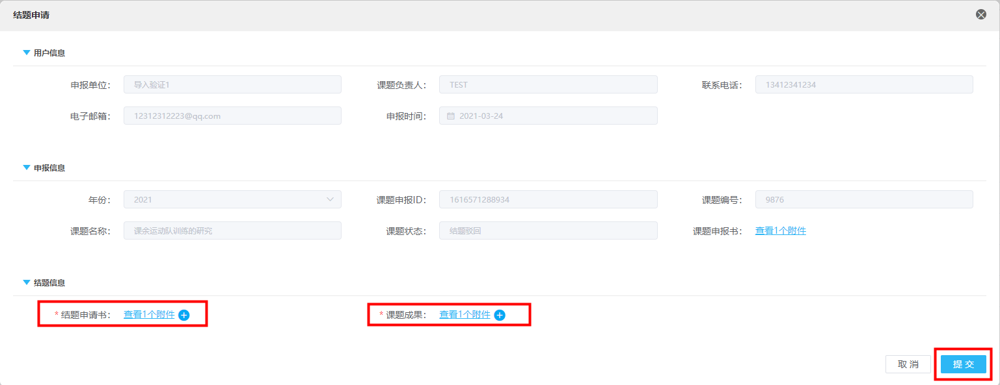 结题申请
用户信息
申报单位： 导入验证1 课题负责人： TEST 联系电话： 13412341234
电子邮箱： 12312312223@qq.com 申报时间： 2021-03-24
申报信息
年份： 2021 课题申报ID： 1616571288934 课题编号： 9876
课题名称： 课余运动队训练的研究 课题状态： 结题驳回 课题申报书： 查看1个附件
结题信息
* 结题申请书： 查看1个附件 * 课题成果： 查看1个附件
取 消 提 交